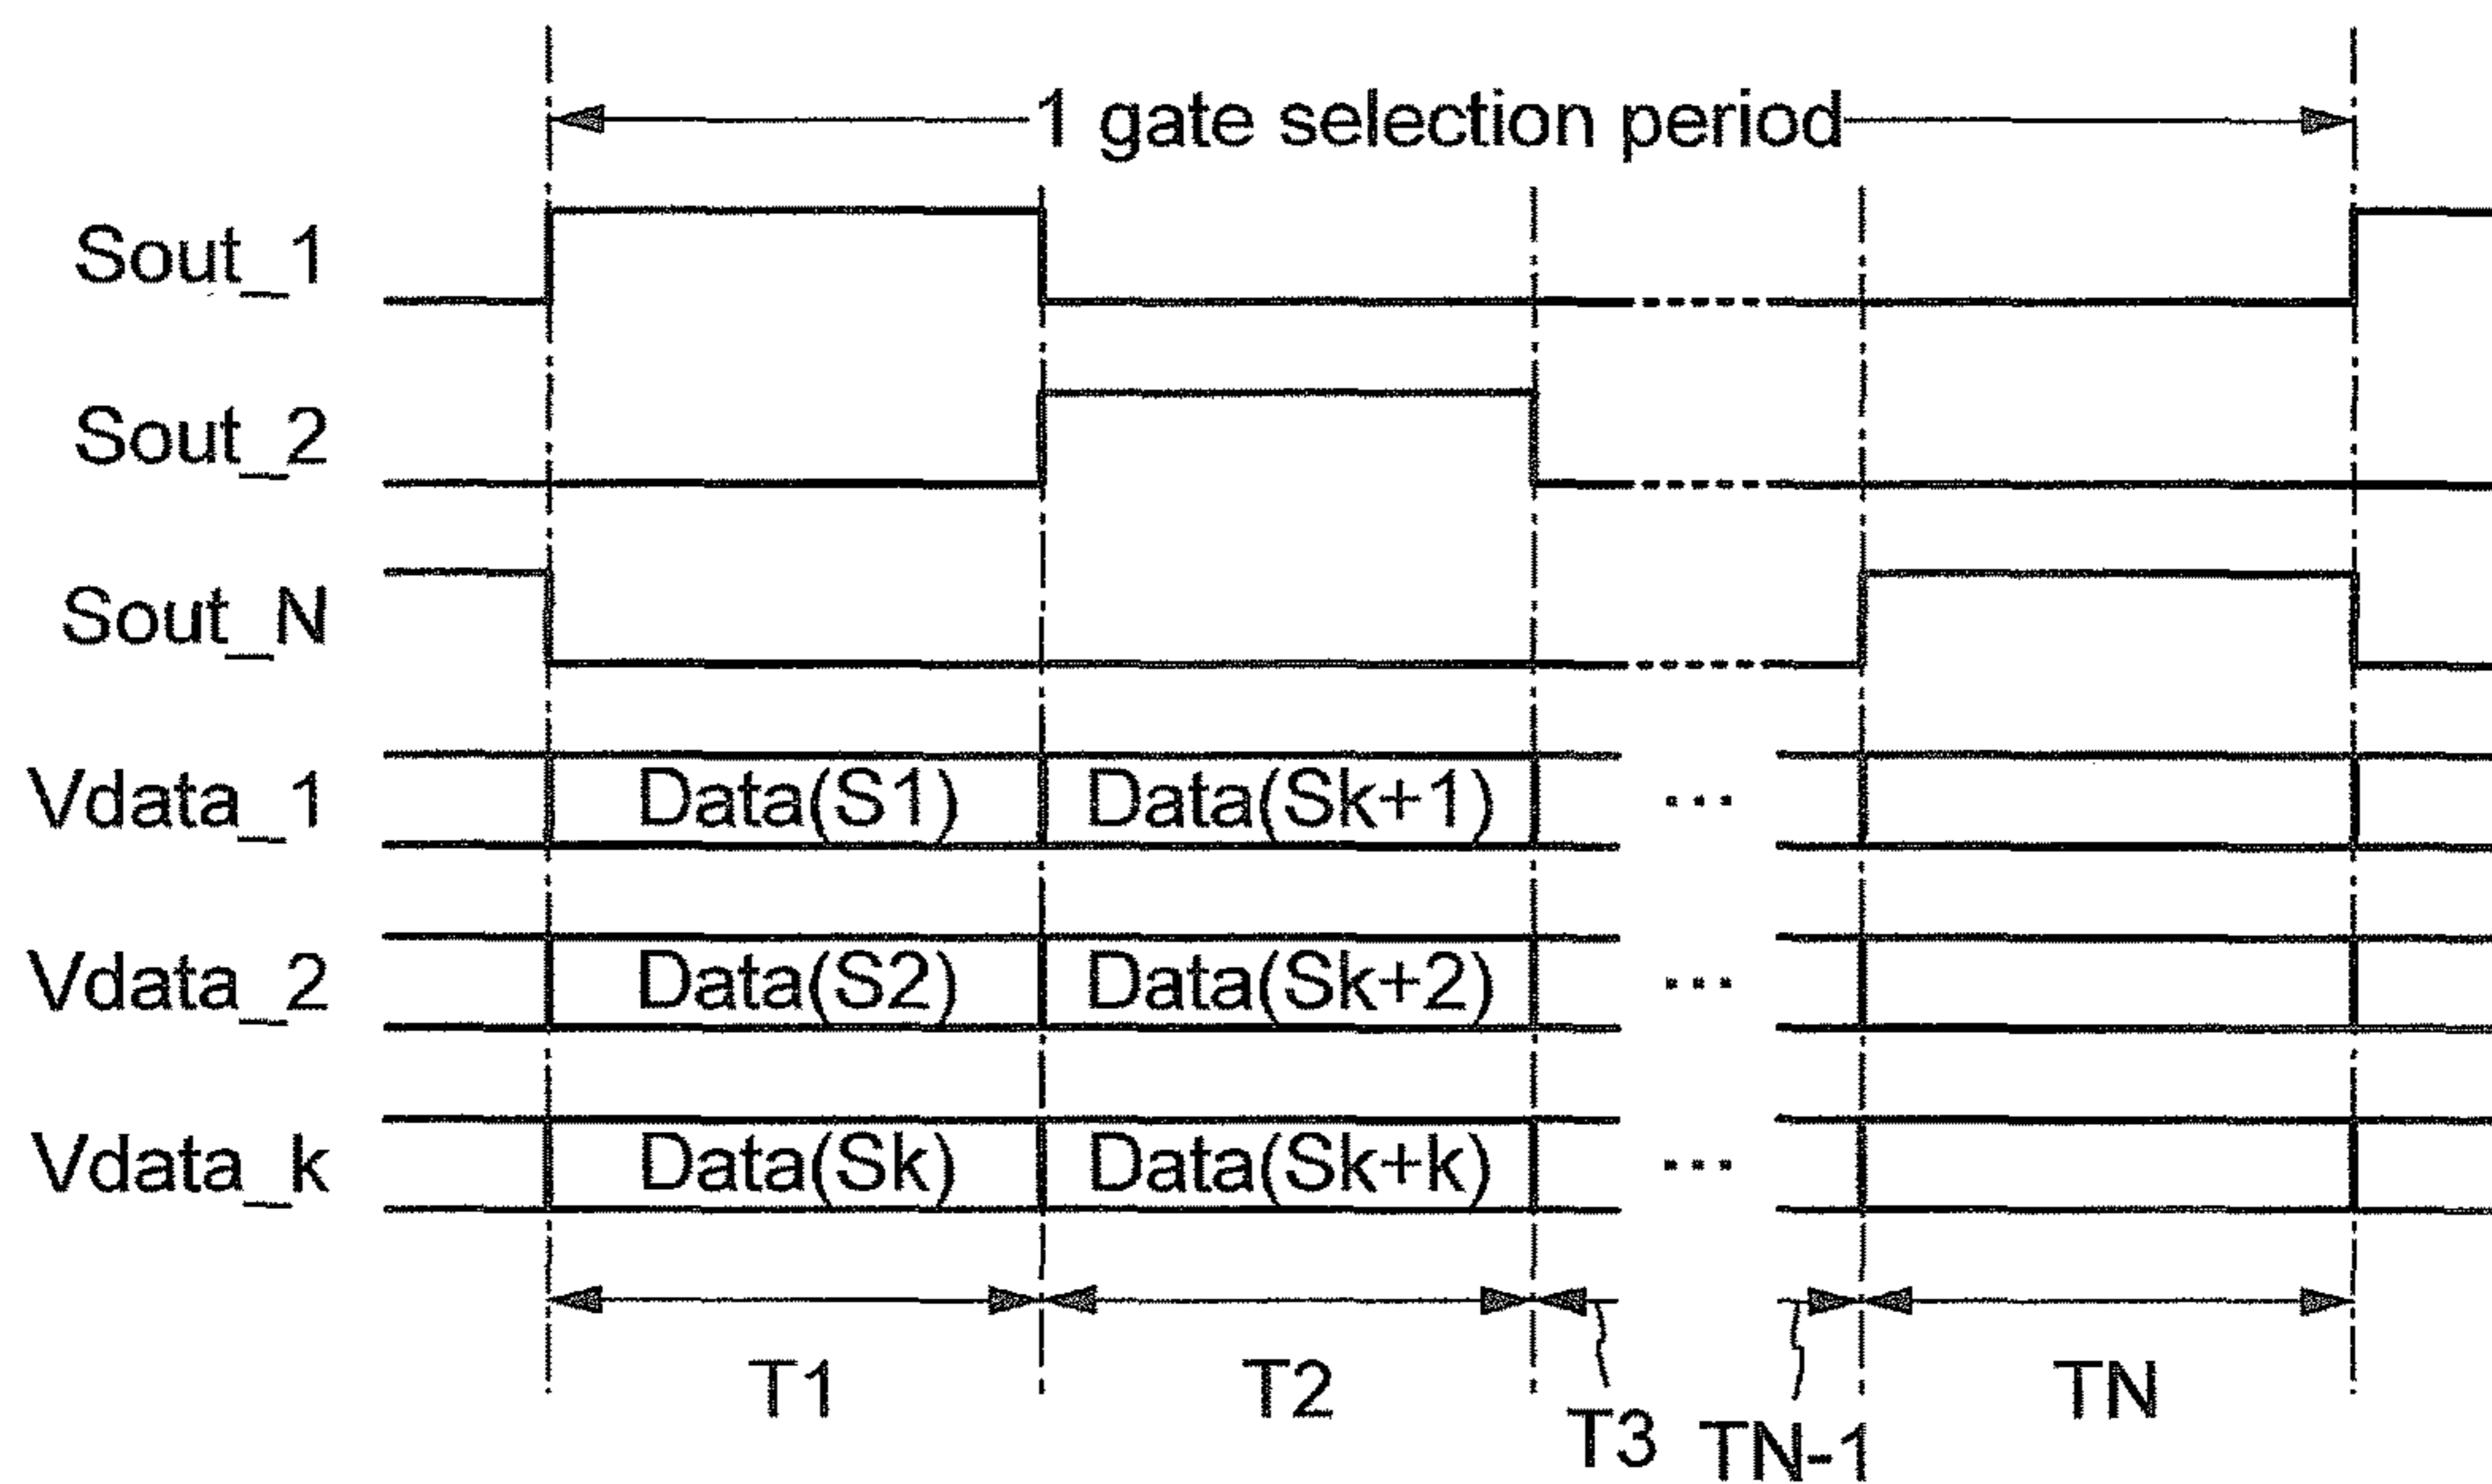 1 gate selection period
Sout_1
Sout_2
Sout_N
Vdata_1 Data(S1) Data(Sk+1) ...
Vdata_2 Data(S2) Data(Sk+2) ...
Vdata_k Data(Sk) Data(Sk+k) ...
T1 T2 T3 TN-1 TN